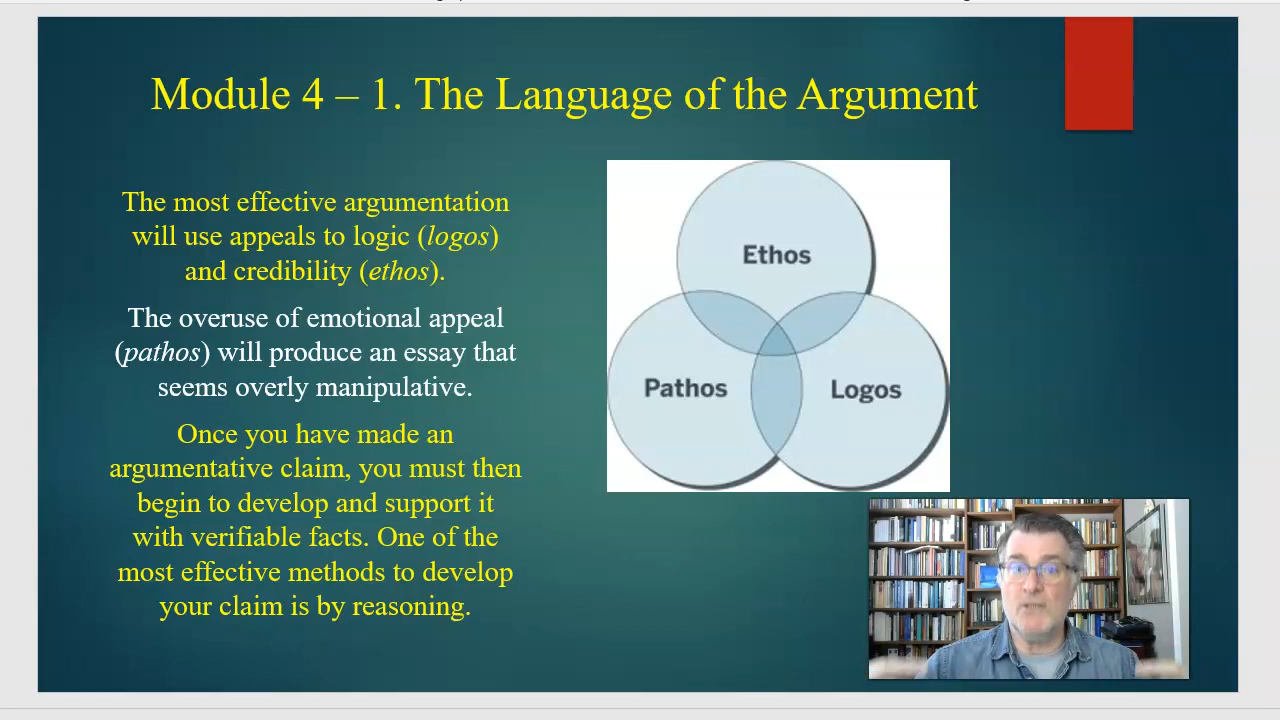 Module 4 – 1. The Language of the Argument
The most effective argumentation
will use appeals to logic (logos)
and credibility (ethos).
The overuse of emotional appeal
(pathos) will produce an essay that
seems overly manipulative.
Once you have made an
argumentative claim, you must then
begin to develop and support it
with verifiable facts. One of the
most effective methods to develop
your claim is by reasoning.
Ethos
Pathos
Logos